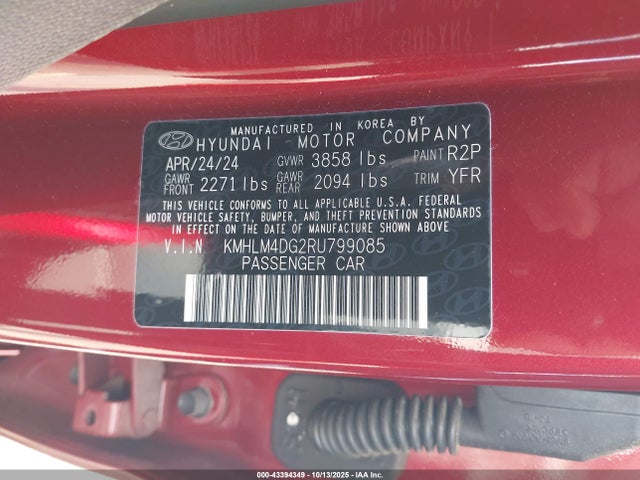 MANUFACTURED IN KOREA BY
HYUNDAI MOTOR COMPANY
APR/24/24 GVWR 3858 lbs PAINT R2P
GAWR FRONT 2271 lbs GAWR REAR 2094 lbs TRIM YFR
THIS VEHICLE CONFORMS TO ALL APPLICABLE U.S.A. FEDERAL
MOTOR VEHICLE SAFETY, BUMPER, AND THEFT PREVENTION STANDARDS
IN EFFECT ON THE DATE OF MANUFACTURE SHOWN ABOVE
V.I.N KMHLM4DG2RU799085
PASSENGER CAR
000-43394349 - 10/13/2025 - IAA, Inc.